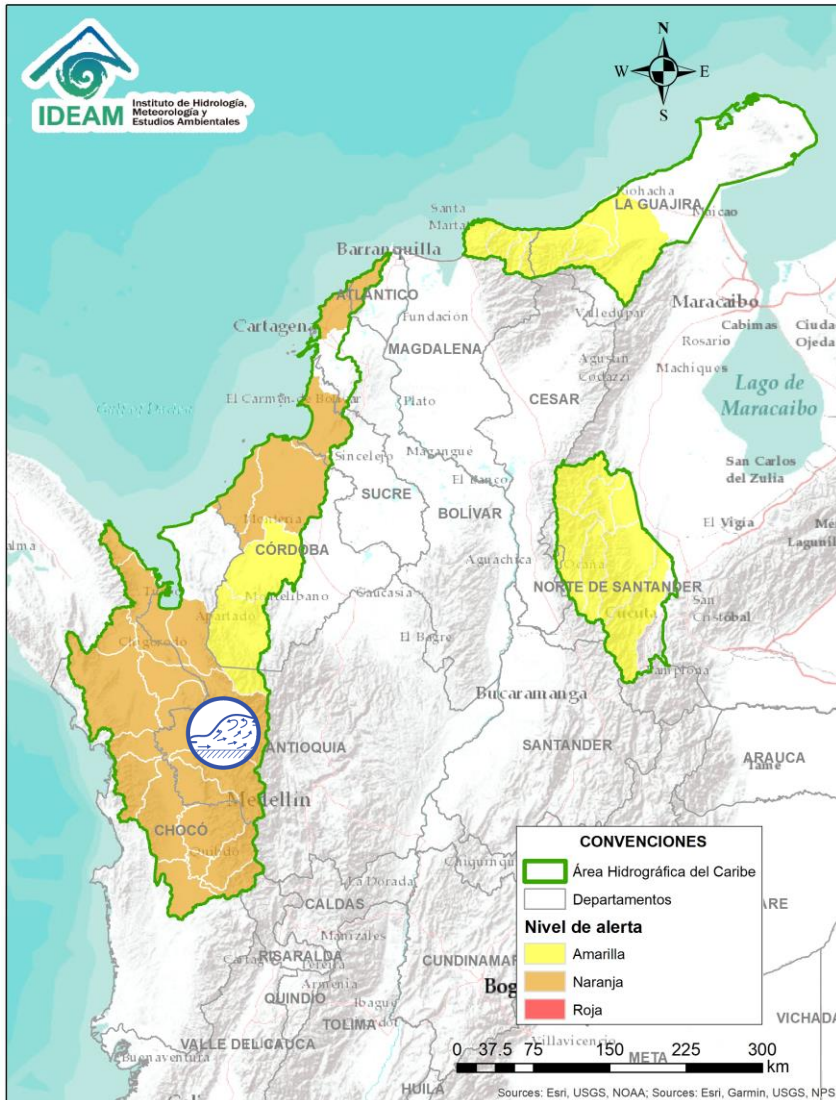 IDEAM
Instituto de Hidrología,
Meteorología y
Estudios Ambientales
N
W
E
S
Riohacha
LA GUAJIRA
Maicao
Santa
Marta
Barranquilla
ATLÁNTICO
Cartagena
Fundación
Valledupar
Maracaibo
Cabimas
Ciudad
Ojeda
Rosario
Machiques
MAGDALENA
Agustín
Codazzi
CESAR
Lago de
Maracaibo
El Carmen de Bolívar
Plato
Sincelejo
Magangué
San Carlos
del Zulia
SUCRE
El Banco
BOLÍVAR
El Vigía
Montería
CÓRDOBA
Aguachica
Ocaña
NORTE DE SANTANDER
Montelíbano
Caucasia
Cúcuta
San
Cristóbal
Apartadó
Chigorodó
El Bagre
Pamplona
Bucaramanga
ANTIOQUIA
SANTANDER
ARAUCA
Tame
Medellín
CHOCÓ
Quibdó
La Dorada
CALDAS
Manizales
RISARALDA
Pereira
Armenia
QUINDÍO
Ibague
TOLIMA
CUNDINAMAR
Bog
VALLE DEL CAUCA
Buenaventura
HUILA
Villavicencio
META
VICHADA
CONVENCIONES
Área Hidrográfica del Caribe
Departamentos
Nivel de alerta
Amarilla
Naranja
Roja
0 37.5 75 150 225 300
km
Sources: Esri, USGS, NOAA; Sources: Esri, Garmin, USGS, NPS